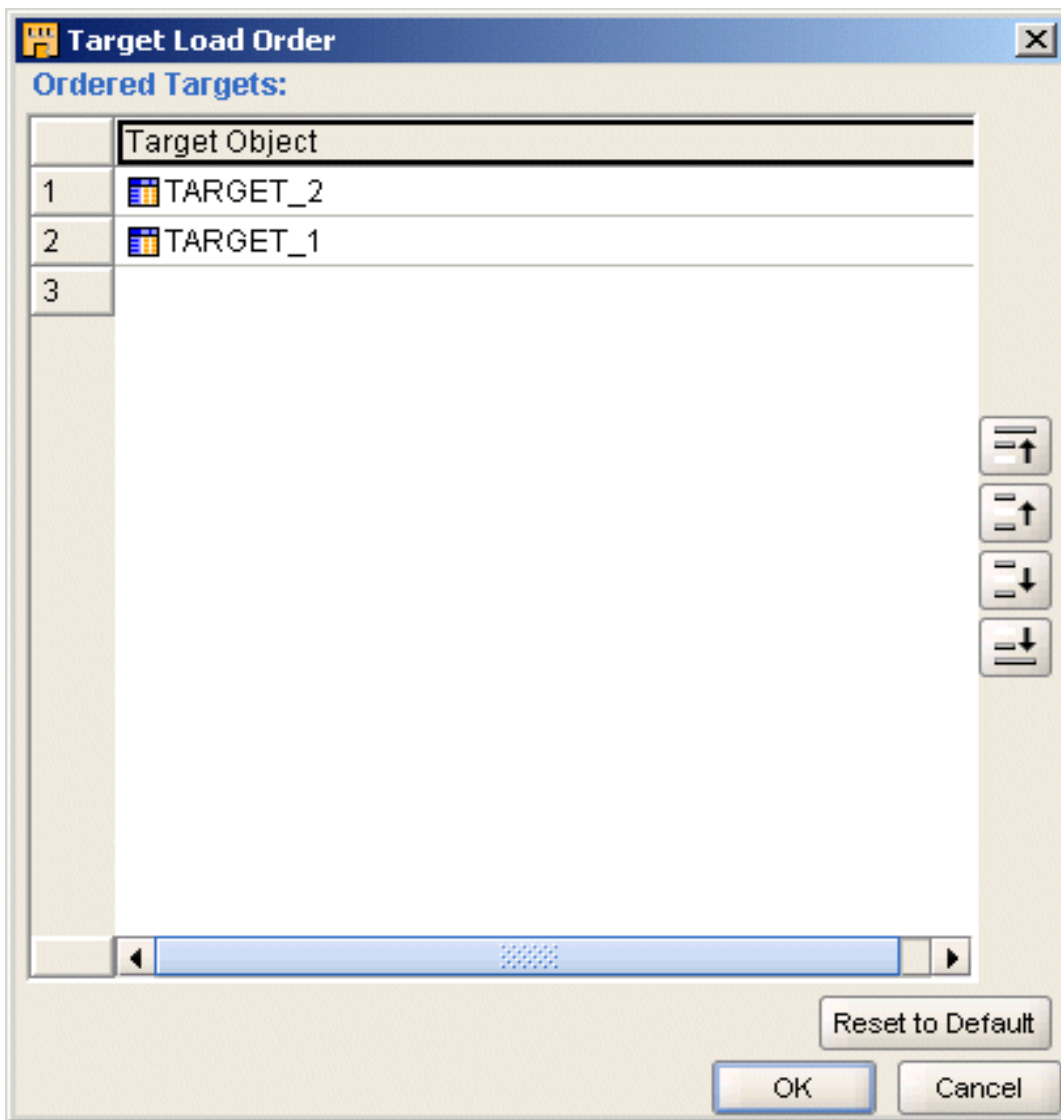 Target Load Order
Ordered Targets:
Target Object
1 TARGET_2
2 TARGET_1
3
Reset to Default
OK Cancel